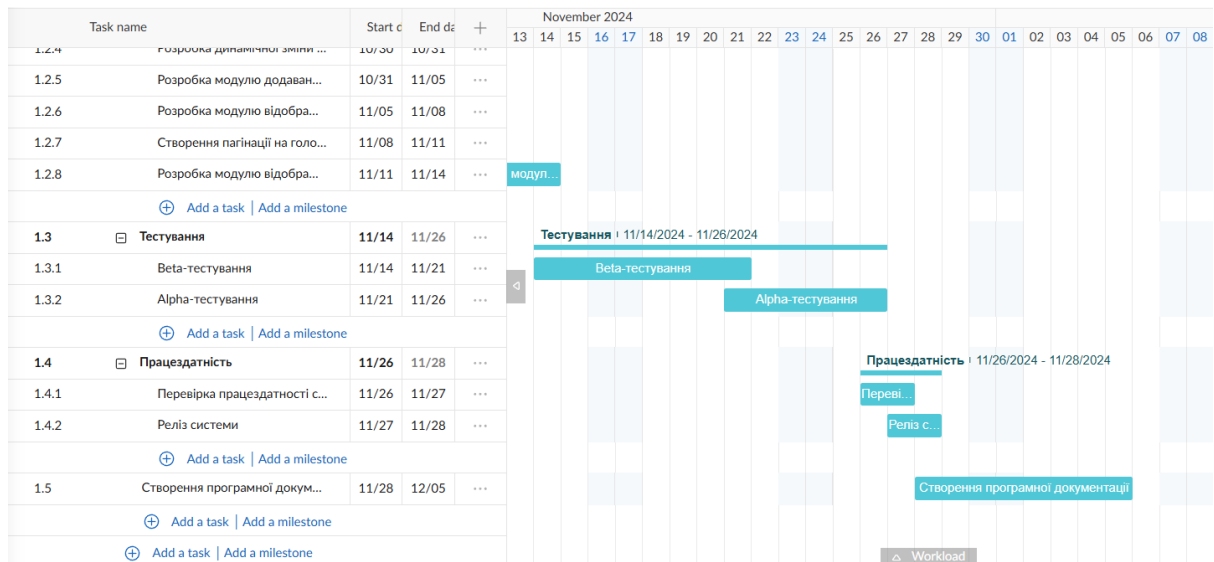 Task name Start d End da November 2024
13 14 15 16 17 18 19 20 21 22 23 24 25 26 27 28 29 30 01 02 03 04 05 06 07 08
1.2.4 Розробка динамічної зміни ... 10/30 10/31
1.2.5 Розробка модулю додаван... 10/31 11/05
1.2.6 Розробка модулю відобра... 11/05 11/08
1.2.7 Створення пагінації на голо... 11/08 11/11
1.2.8 Розробка модулю відобра... 11/11 11/14 модул...
Add a task | Add a milestone
1.3 Тестування 11/14 11/26 Тестування 11/14/2024 - 11/26/2024
1.3.1 Beta-тестування 11/14 11/21 Beta-тестування
1.3.2 Alpha-тестування 11/21 11/26 Alpha-тестування
Add a task | Add a milestone
1.4 Працездатність 11/26 11/28 Працездатність 11/26/2024 - 11/28/2024
1.4.1 Перевірка працездатності с... 11/26 11/27 Переві...
1.4.2 Реліз системи 11/27 11/28 Реліз с...
Add a task | Add a milestone
1.5 Створення програмної докум... 11/28 12/05 Створення програмної документації
Add a task | Add a milestone
Add a task | Add a milestone Workload